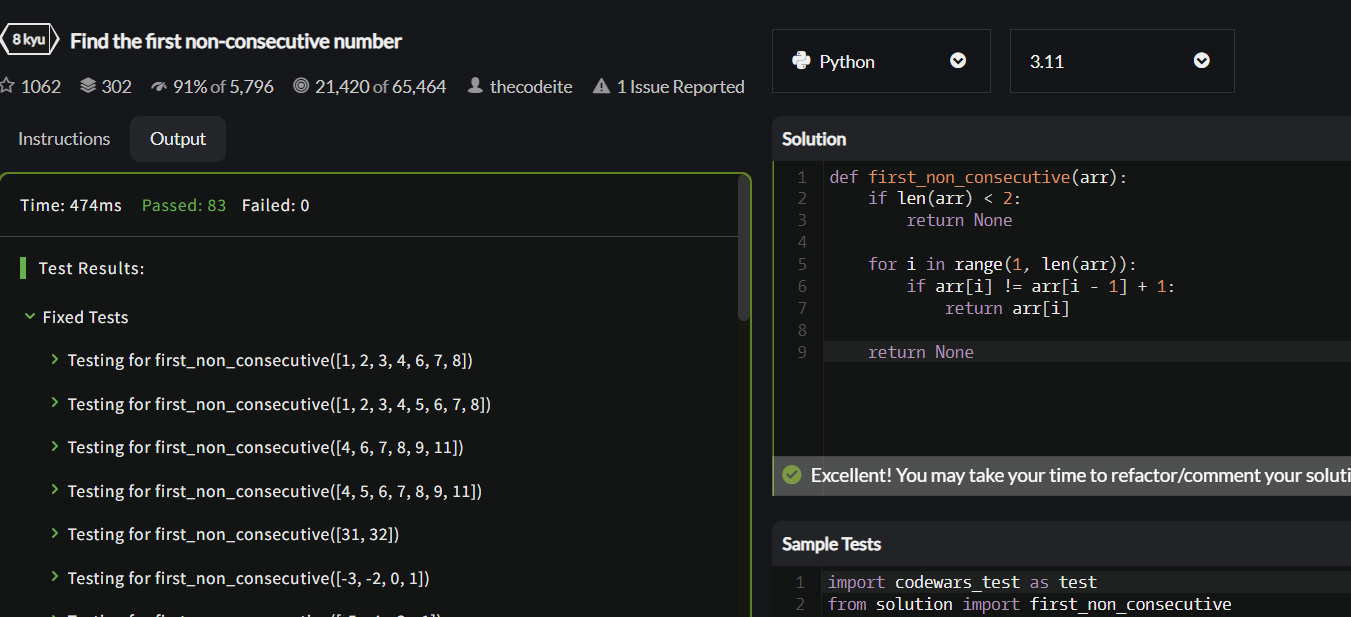 8 kyu Find the first non-consecutive number
1062 302 91% of 5,796 21,420 of 65,464 thecodeite 1 Issue Reported
Instructions Output
Time: 474ms Passed: 83 Failed: 0
Test Results:
Fixed Tests
Testing for first_non_consecutive([1, 2, 3, 4, 6, 7, 8])
Testing for first_non_consecutive([1, 2, 3, 4, 5, 6, 7, 8])
Testing for first_non_consecutive([4, 6, 7, 8, 9, 11])
Testing for first_non_consecutive([4, 5, 6, 7, 8, 9, 11])
Testing for first_non_consecutive([31, 32])
Testing for first_non_consecutive([-3, -2, 0, 1])
Python 3.11
Solution
1 def first_non_consecutive(arr):
2     if len(arr) < 2:
3         return None
4
5     for i in range(1, len(arr)):
6         if arr[i] != arr[i - 1] + 1:
7             return arr[i]
8
9     return None
Excellent! You may take your time to refactor/comment your soluti
Sample Tests
1 import codewars_test as test
2 from solution import first_non_consecutive